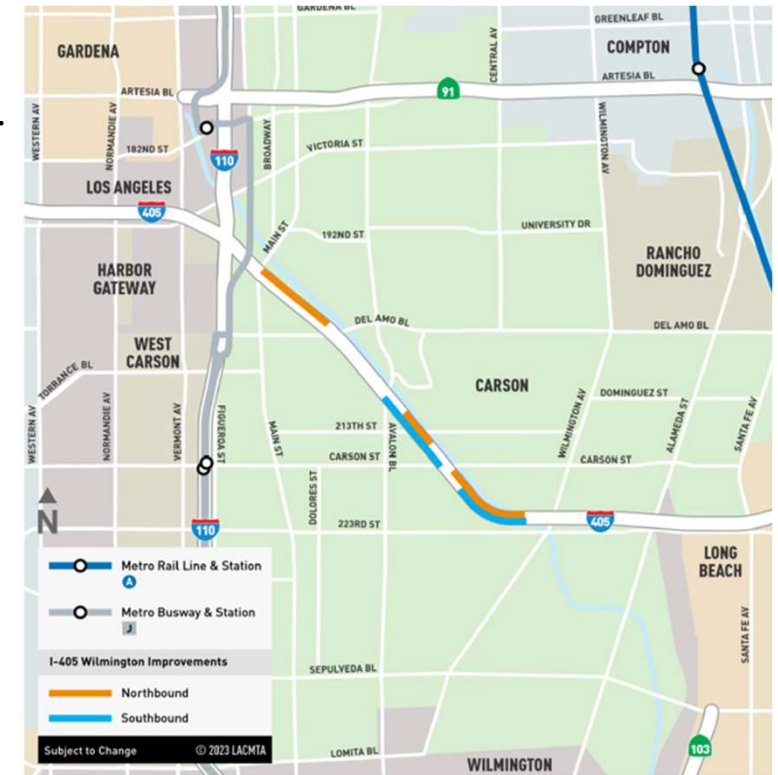 GARDENA BL
GREENLEAF BL
GARDENA
CENTRAL AV
COMPTON
ARTESIA BL
ARTESIA BL
91
WESTERN AV
NORMANDIE AV
BROADWAY
WILMINGTON AV
182ND ST
VICTORIA ST
110
LOS ANGELES
405
MAIN ST
192ND ST
UNIVERSITY DR
RANCHO
DOMINGUEZ
HARBOR
GATEWAY
DEL AMO BL
DEL AMO BL
WEST
CARSON
TORRANCE BL
CARSON
DOMINGUEZ ST
WESTERN AV
NORMANDIE AV
VERMONT AV
FIGUEROA ST
MAIN ST
213TH ST
AVALON BL
WILMINGTON AV
ALAMEDA ST
SANTA FE AV
CARSON ST
CARSON ST
DOLORES ST
N
110
223RD ST
405
LONG
BEACH
Metro Rail Line & Station
A
Metro Busway & Station
J
SANTA FE AV
I-405 Wilmington Improvements
SEPULVEDA BL
Northbound
Southbound
Subject to Change © 2023 LACMTA
LOMITA BL
WILMINGTON
103